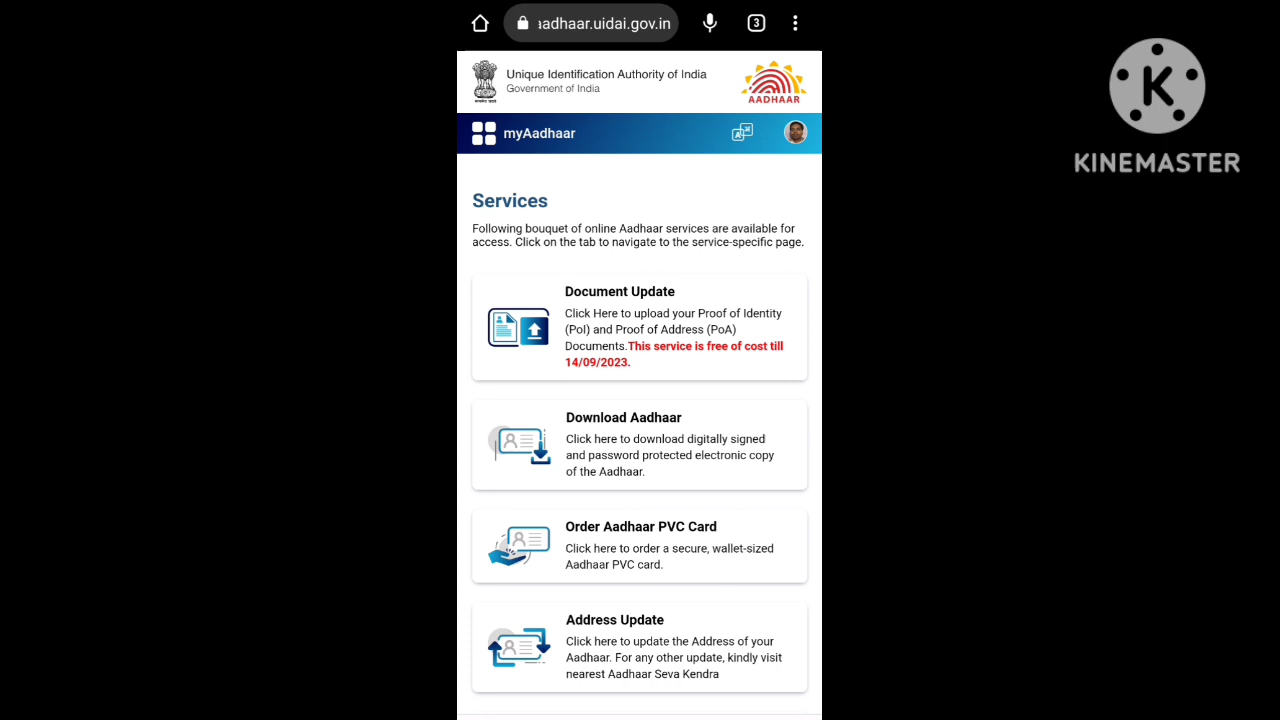 aadhaar.uidai.gov.in
3
Unique Identification Authority of India
Government of India
AADHAAR
myAadhaar
Services
Following bouquet of online Aadhaar services are available for
access. Click on the tab to navigate to the service-specific page.
Document Update
Click Here to upload your Proof of Identity
(PoI) and Proof of Address (PoA)
Documents.This service is free of cost till
14/09/2023.
Download Aadhaar
Click here to download digitally signed
and password protected electronic copy
of the Aadhaar.
Order Aadhaar PVC Card
Click here to order a secure, wallet-sized
Aadhaar PVC card.
Address Update
Click here to update the Address of your
Aadhaar. For any other update, kindly visit
nearest Aadhaar Seva Kendra
K
KINEMASTER